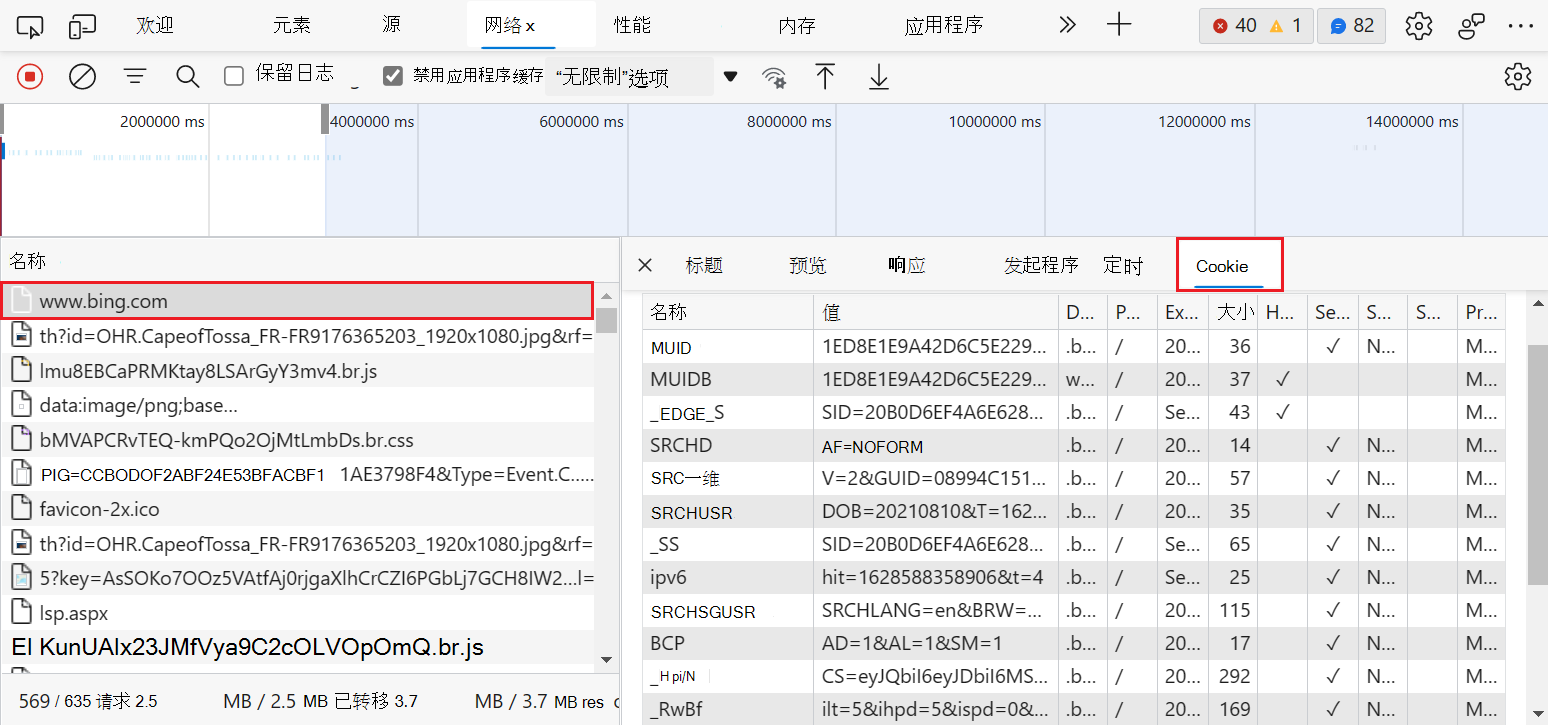 欢迎 元素 源 网络 x 性能 内存 应用程序 40 1 82
保留日志 禁用应用程序缓存 “无限制”选项
2000000 ms 4000000 ms 6000000 ms 8000000 ms 10000000 ms 12000000 ms 14000000 ms
名称
www.bing.com
th?id=OHR.CapeofTossa_FR-FR9176365203_1920x1080.jpg&rf=
lmu8EBCaPRMKtay8LSArGyY3mv4.br.js
data:image/png;base...
bMVAPCRvTEQ-kmPQo2OjMtLmbDs.br.css
PIG=CCBODOF2ABF24E53BFACBF1 1AE3798F4&Type=Event.C.....
favicon-2x.ico
th?id=OHR.CapeofTossa_FR-FR9176365203_1920x1080.jpg&rf=
5?key=AsSOKo7OOz5VAtfAj0rjgaXlhCrCZI6PGbLj7GCH8IW2...l=
lsp.aspx
El KunUAlx23JMfVya9C2cOLVOpOmQ.br.js
569 / 635 请求 2.5 MB / 2.5 MB 已转移 3.7 MB / 3.7 MB res
标题 预览 响应 发起程序 定时 Cookie
名称 值 D... P... Ex... 大小 H... Se... S... S... Pr...
MUID 1ED8E1E9A42D6C5E229... .b... / 20... 36 ✓ N... M...
MUIDB 1ED8E1E9A42D6C5E229... w... / 20... 37 ✓ M...
_EDGE_S SID=20B0D6EF4A6E628... .b... / Se... 43 ✓ M...
SRCHD AF=NOFORM .b... / 20... 14 ✓ N... M...
SRC一维 V=2&GUID=08994C151... .b... / 20... 57 ✓ N... M...
SRCHUSR DOB=20210810&T=162... .b... / 20... 35 ✓ N... M...
_SS SID=20B0D6EF4A6E628... .b... / Se... 65 ✓ N... M...
ipv6 hit=1628588358906&t=4 .b... / Se... 25 ✓ N... M...
SRCHSGUSR SRCHLANG=en&BRW=... .b... / 20... 115 ✓ N... M...
BCP AD=1&AL=1&SM=1 .b... / 20... 17 ✓ N... M...
_H pi/N CS=eyJQbiI6eyJDbiI6MS... .b... / 20... 292 ✓ N... M...
_RwBf ilt=5&ihpd=5&ispd=0&... .b... / 20... 169 ✓ N... M...